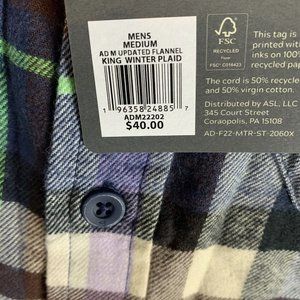 MENS
MEDIUM
AD M UPDATED FLANNEL
KING WINTER PLAID
1 96358 24885 7
ADM22202
$40.00
FSC
RECYCLED
FSC® C018423
This tag is
printed with
inks on 100%
recycled pap
The cord is 50% recycled
and 50% virgin cotton.
Distributed by ASL, LLC
345 Court Street
Coraopolis, PA 15108
AD-F22-MTR-ST-2060X